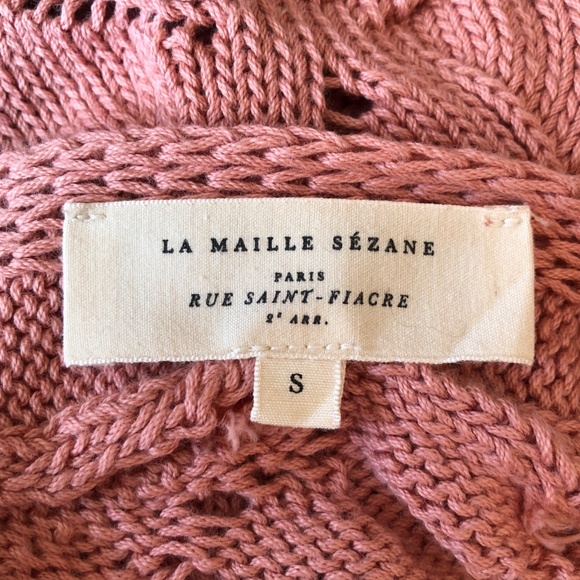 LA MAILLE SÉZANE
PARIS
RUE SAINT-FIACRE
2ᵉ ARR.
S